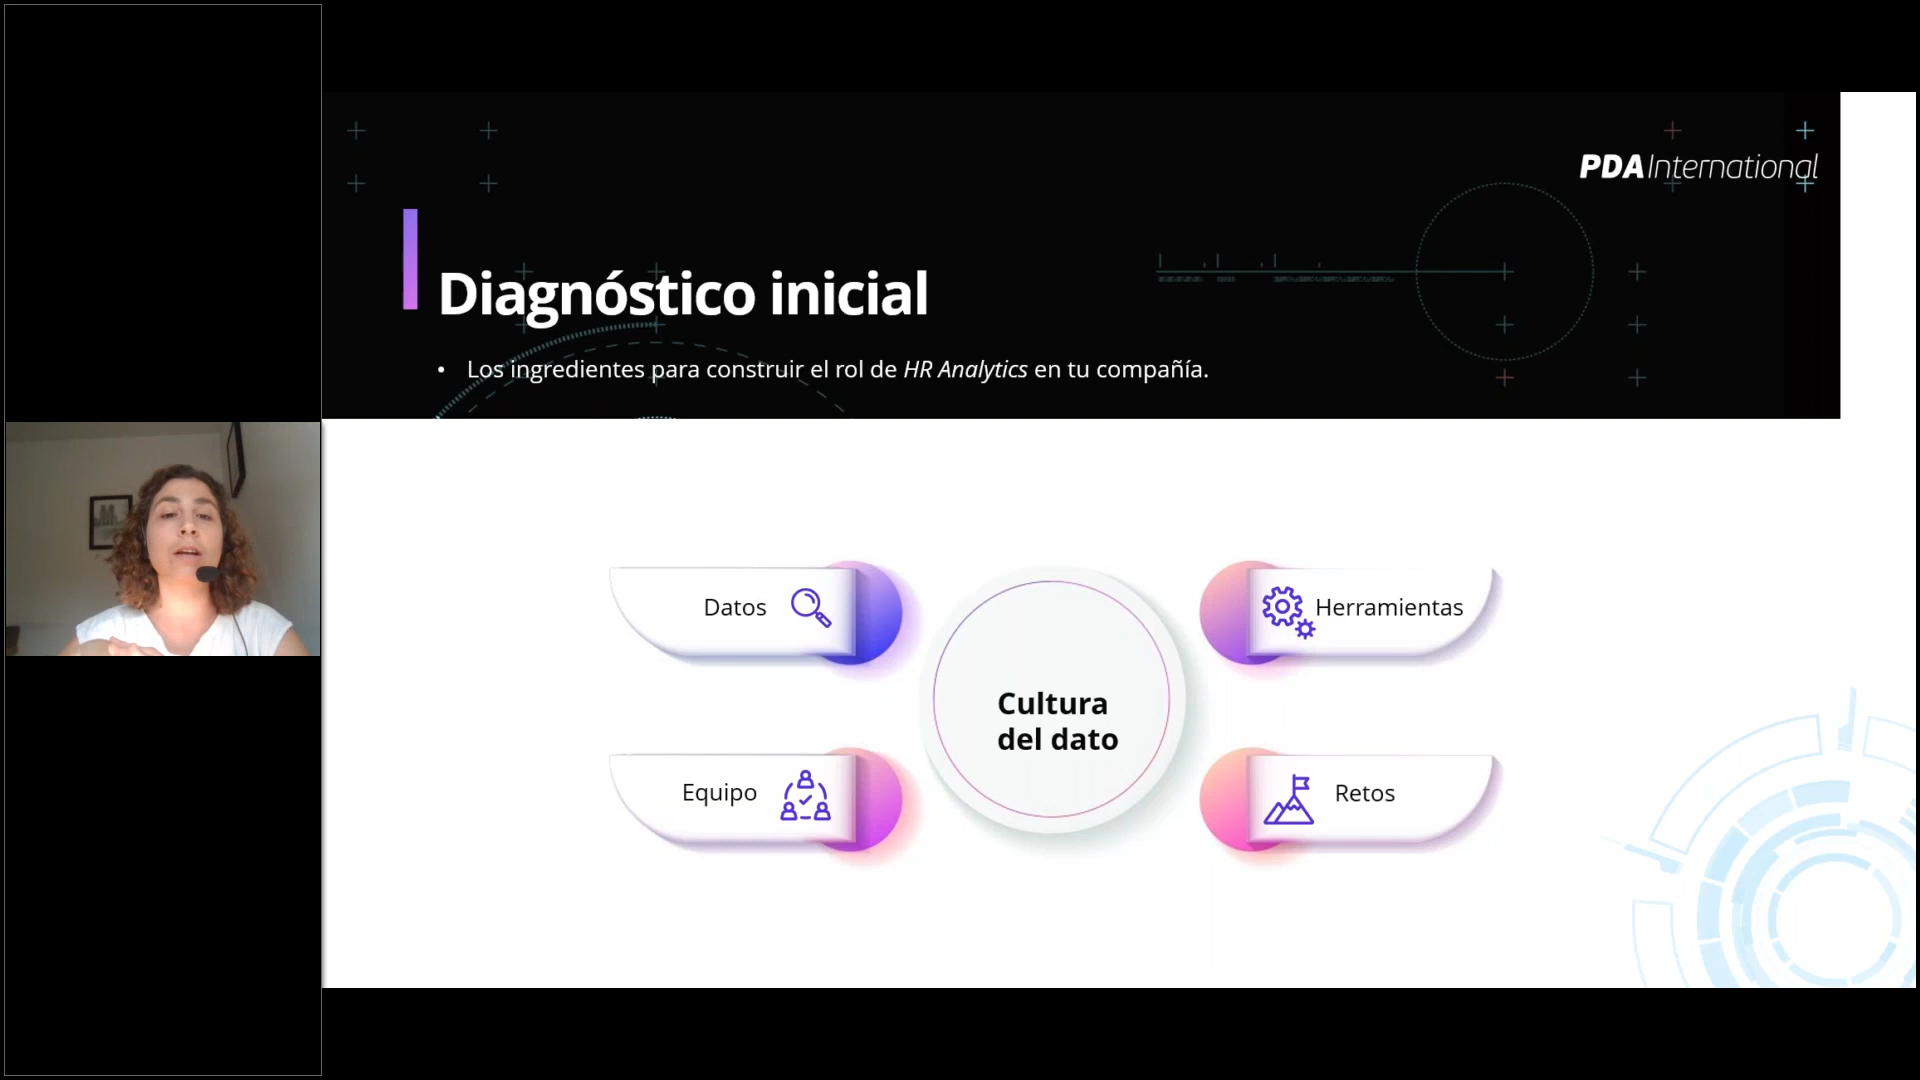 PDA International
Diagnóstico inicial
• Los ingredientes para construir el rol de HR Analytics en tu compañía.
Datos
Herramientas
Cultura
del dato
Equipo
Retos